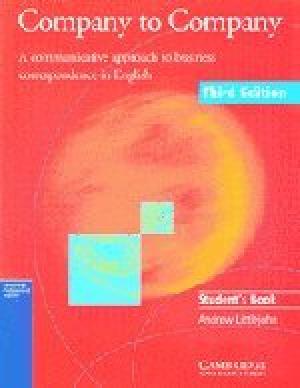 Company to Company
A communicative approach to business
correspondence in English
Third Edition
Student's Book
Andrew Littlejohn
CAMBRIDGE